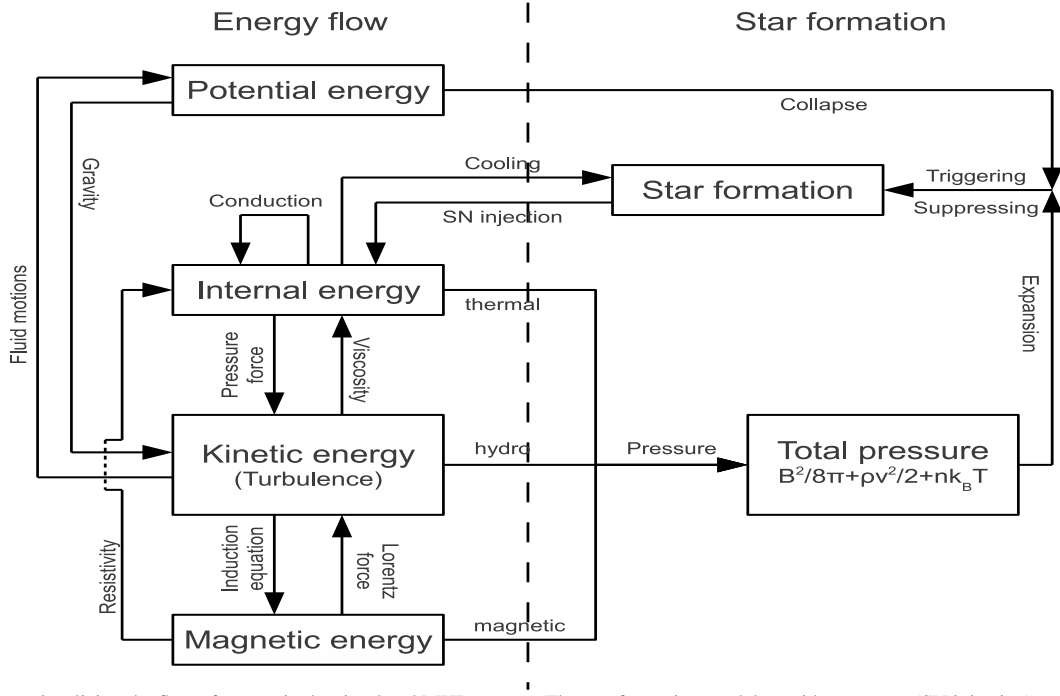 Energy flow
Star formation
Potential energy
Collapse
Gravity
Cooling
Star formation
Triggering
Suppressing
Conduction
SN injection
Internal energy
thermal
Fluid motions
Expansion
Pressure
force
Viscosity
Kinetic energy
(Turbulence)
hydro
Pressure
Total pressure
B²/8π+ρv²/2+nk_BT
Resistivity
Induction
equation
Lorentz
force
Magnetic energy
magnetic